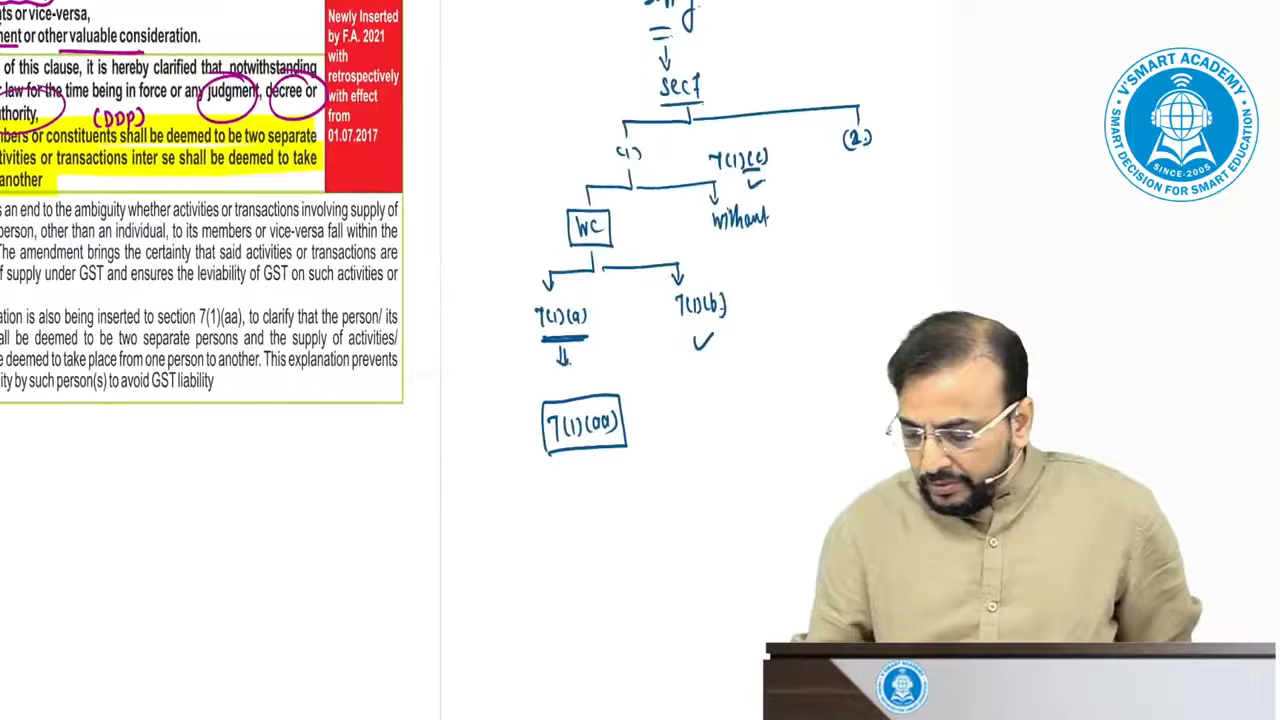 nts or vice-versa,
ment or other valuable consideration.
of this clause, it is hereby clarified that, notwithstanding
r law for the time being in force or any judgment, decree or
uthority,
(DDP)
mbers or constituents shall be deemed to be two separate
tivities or transactions inter se shall be deemed to take
another
Newly Inserted
by F.A. 2021
with
retrospectively
with effect
from
01.07.2017
s an end to the ambiguity whether activities or transactions involving supply of
person, other than an individual, to its members or vice-versa fall within the
The amendment brings the certainty that said activities or transactions are
f supply under GST and ensures the leviability of GST on such activities or
ation is also being inserted to section 7(1)(aa), to clarify that the person/ its
all be deemed to be two separate persons and the supply of activities/
e deemed to take place from one person to another. This explanation prevents
ity by such person(s) to avoid GST liability
Sec 7
(1)
7(1)(c)
(2)
WC
without
7(1)(a)
7(1)(b)
7(1)(aa)
V'SMART ACADEMY
SINCE-2005
SMART DECISION FOR SMART EDUCATION
V'SMART ACADEMY